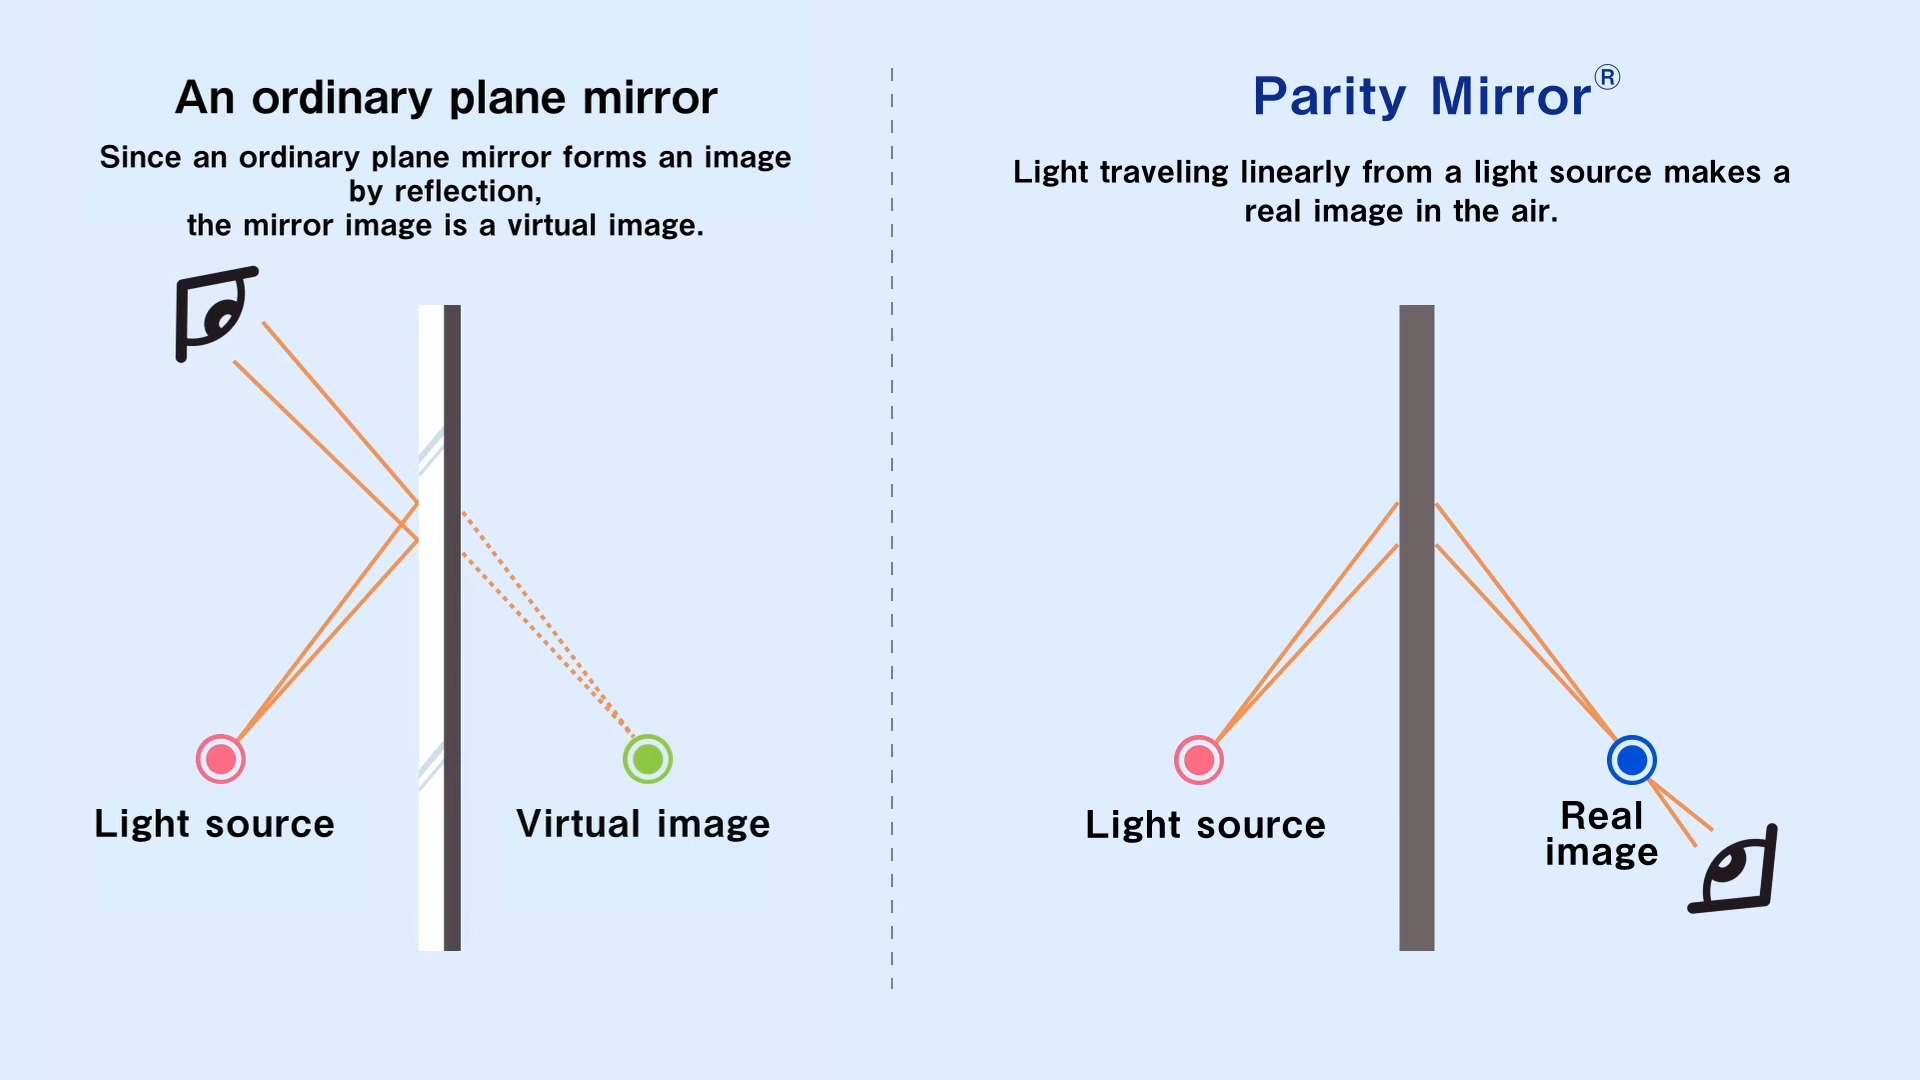 An ordinary plane mirror
Since an ordinary plane mirror forms an image
by reflection,
the mirror image is a virtual image.
Light source
Virtual image
Parity Mirror®
Light traveling linearly from a light source makes a
real image in the air.
Light source
Real
image